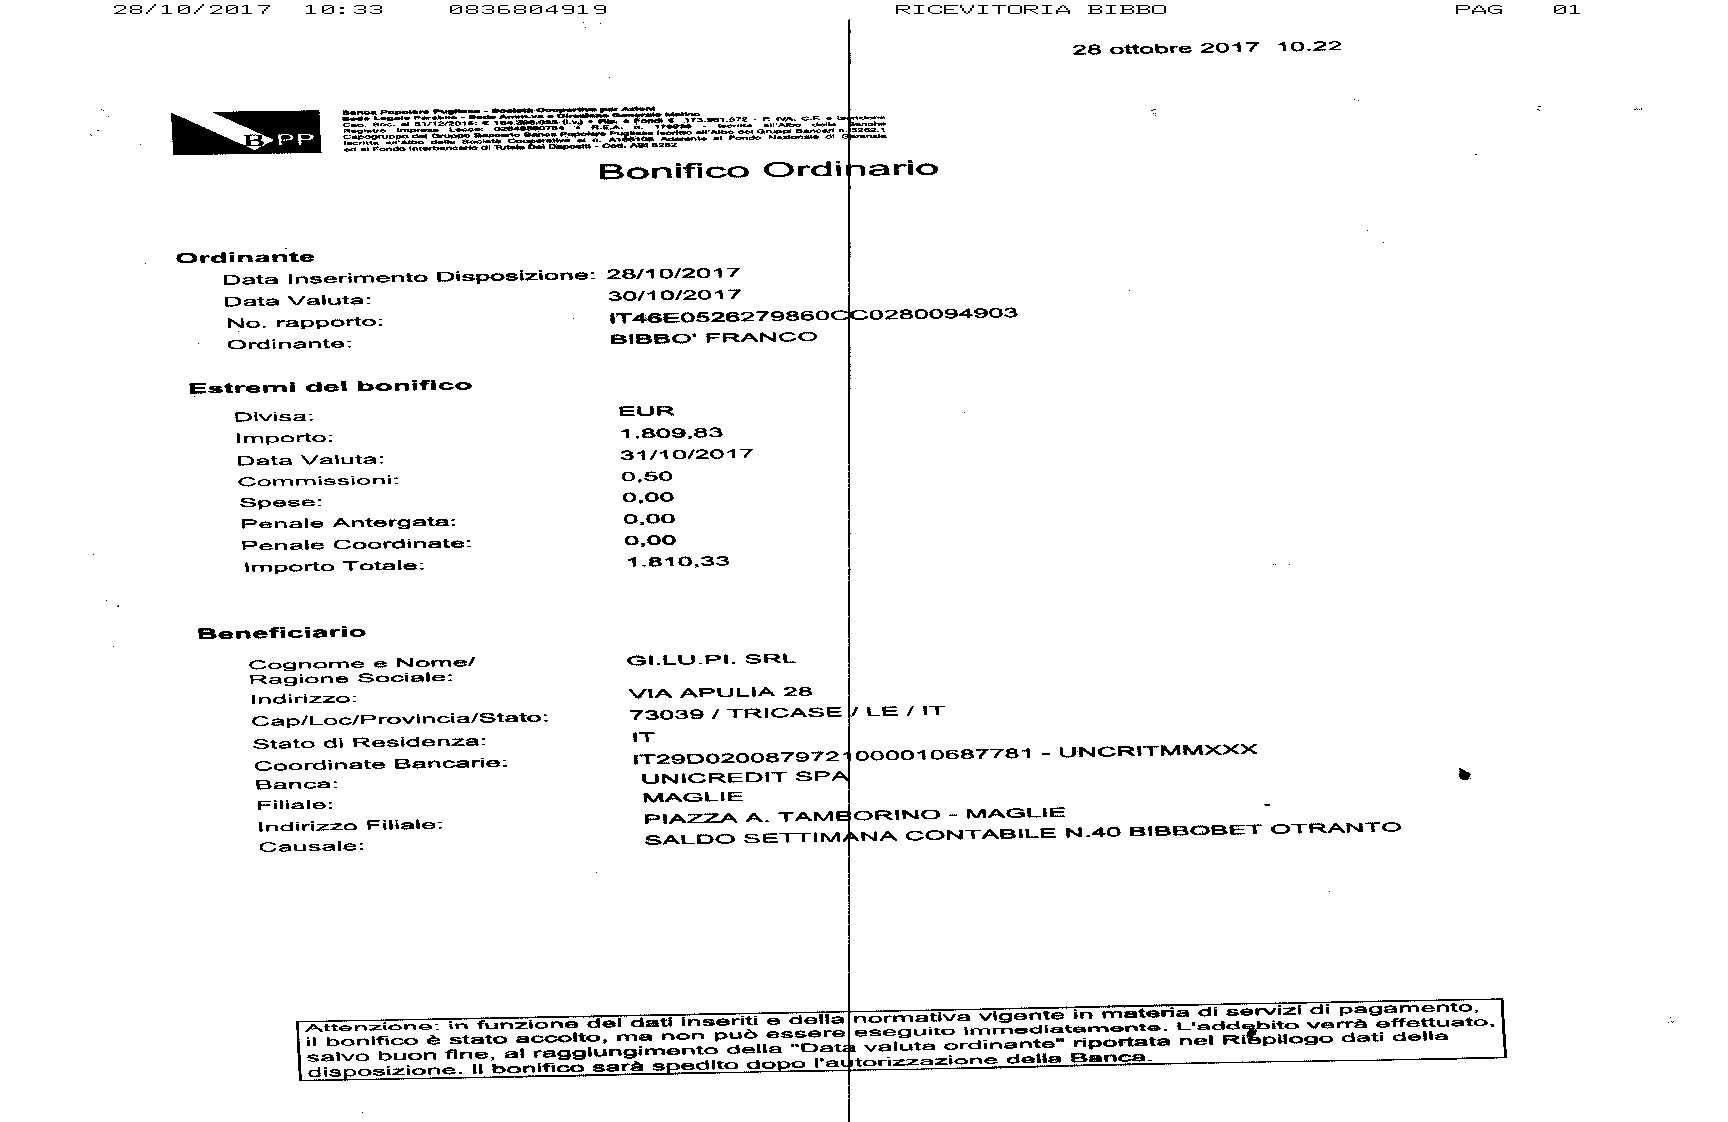 28/10/2017 10:33 0836804919 RICEVITORIA BIBBO PAG 01
28 ottobre 2017 10.22
BPP
Banca Popolare Pugliese - Società Cooperativa per Azioni
Sede Legale Parabita - Sede Amm.va e Direzione Generale Matino
Bonifico Ordinario
Ordinante
Data Inserimento Disposizione: 28/10/2017
Data Valuta: 30/10/2017
No. rapporto: IT46E0526279860CC0280094903
Ordinante: BIBBO' FRANCO
Estremi del bonifico
Divisa: EUR
Importo: 1.809,83
Data Valuta: 31/10/2017
Commissioni: 0,50
Spese: 0,00
Penale Antergata: 0,00
Penale Coordinate: 0,00
Importo Totale: 1.810,33
Beneficiario
Cognome e Nome/ GI.LU.PI. SRL
Ragione Sociale:
Indirizzo: VIA APULIA 28
Cap/Loc/Provincia/Stato: 73039 / TRICASE / LE / IT
Stato di Residenza: IT
Coordinate Bancarie: IT29D0200879721000010687781 - UNCRITMMXXX
Banca: UNICREDIT SPA
Filiale: MAGLIE
Indirizzo Filiale: PIAZZA A. TAMBORINO - MAGLIE
Causale: SALDO SETTIMANA CONTABILE N.40 BIBBOBET OTRANTO
Attenzione: in funzione dei dati inseriti e della normativa vigente in materia di servizi di pagamento,
il bonifico è stato accolto, ma non può essere eseguito immediatamente. L'addebito verrà effettuato,
salvo buon fine, al raggiungimento della "Data valuta ordinante" riportata nel Riepilogo dati della
disposizione. Il bonifico sarà spedito dopo l'autorizzazione della Banca.